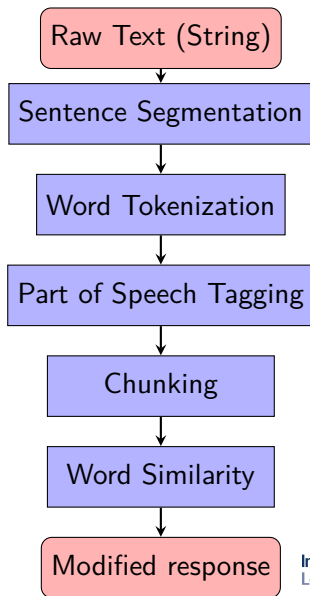 Raw Text (String)
Sentence Segmentation
Word Tokenization
Part of Speech Tagging
Chunking
Word Similarity
Modified response